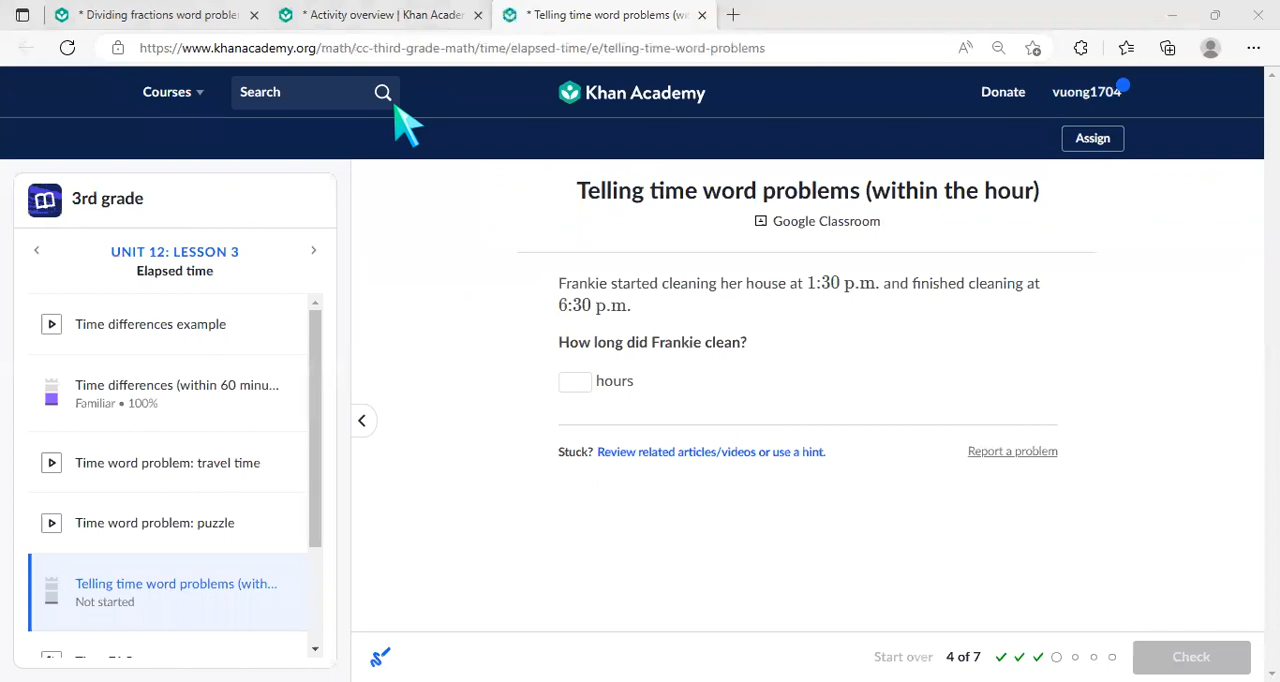 * Dividing fractions word proble
* Activity overview | Khan Acade
* Telling time word problems (wi
https://www.khanacademy.org/math/cc-third-grade-math/time/elapsed-time/e/telling-time-word-problems
Courses
Search
Khan Academy
Donate
vuong1704
Assign
3rd grade
UNIT 12: LESSON 3
Elapsed time
Time differences example
Time differences (within 60 minu...
Familiar • 100%
Time word problem: travel time
Time word problem: puzzle
Telling time word problems (with...
Not started
Telling time word problems (within the hour)
Google Classroom
Frankie started cleaning her house at 1:30 p.m. and finished cleaning at
6:30 p.m.
How long did Frankie clean?
hours
Stuck? Review related articles/videos or use a hint.
Report a problem
Start over
4 of 7
Check